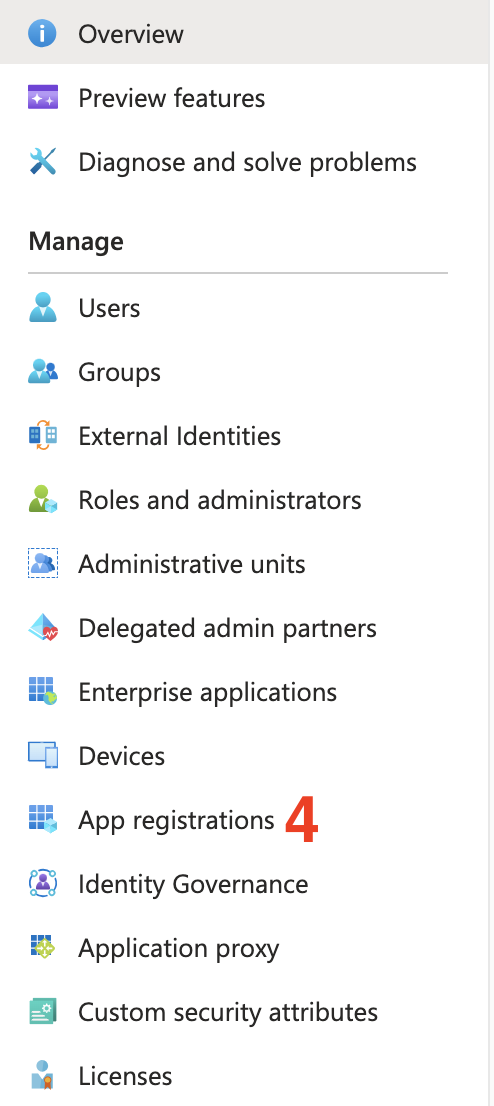 Overview
Preview features
Diagnose and solve problems
Manage
Users
Groups
External Identities
Roles and administrators
Administrative units
Delegated admin partners
Enterprise applications
Devices
App registrations 4
Identity Governance
Application proxy
Custom security attributes
Licenses